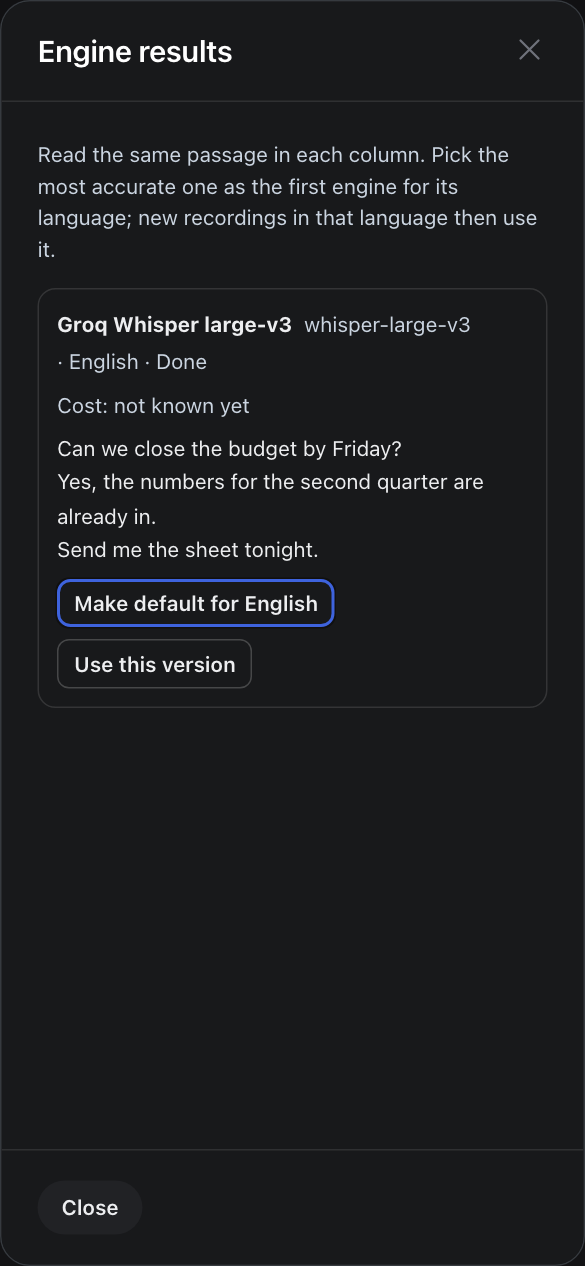 Engine results
Read the same passage in each column. Pick the
most accurate one as the first engine for its
language; new recordings in that language then use
it.
Groq Whisper large-v3 whisper-large-v3
· English · Done
Cost: not known yet
Can we close the budget by Friday?
Yes, the numbers for the second quarter are
already in.
Send me the sheet tonight.
Make default for English
Use this version
Close